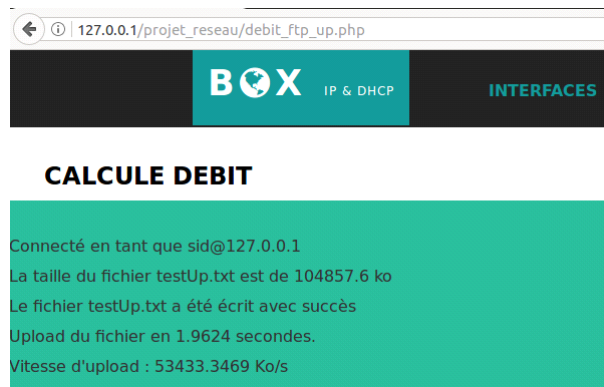 127.0.0.1/projet_reseau/debit_ftp_up.php
BOX IP & DHCP INTERFACES
CALCULE DEBIT
Connecté en tant que sid@127.0.0.1
La taille du fichier testUp.txt est de 104857.6 ko
Le fichier testUp.txt a été écrit avec succès
Upload du fichier en 1.9624 secondes.
Vitesse d'upload : 53433.3469 Ko/s